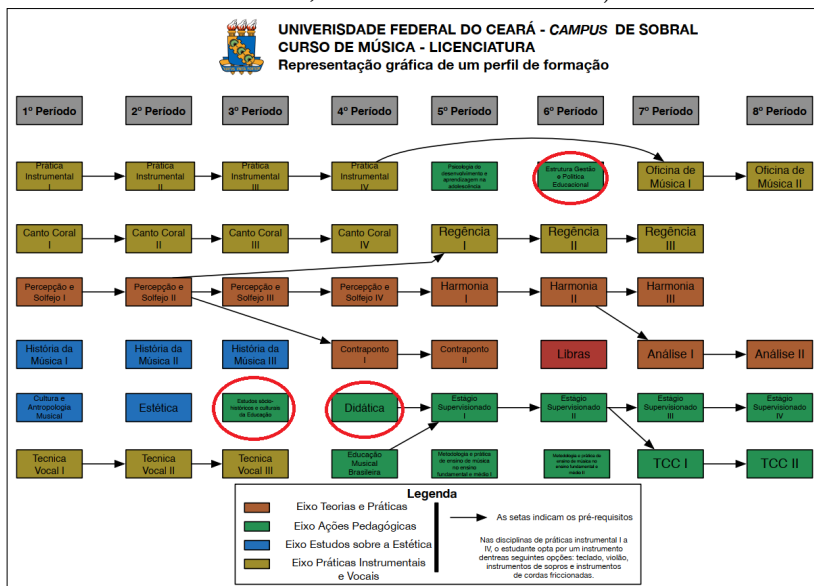 UNIVERISDADE FEDERAL DO CEARÁ - CAMPUS DE SOBRAL
CURSO DE MÚSICA - LICENCIATURA
Representação gráfica de um perfil de formação
1º Período
2º Período
3º Período
4º Período
5º Período
6º Período
7º Período
8º Período
Prática
Instrumental
I
Prática
Instrumental
II
Prática
Instrumental
III
Prática
Instrumental
IV
Psicologia do
desenvolvimento e
aprendizagem na
adolescência
Estrutura Gestão
e Política
Educacional
Oficina de
Música I
Oficina de
Música II
Canto Coral
I
Canto Coral
II
Canto Coral
III
Canto Coral
IV
Regência
I
Regência
II
Regência
III
Percepção e
Solfejo I
Percepção e
Solfejo II
Percepção e
Solfejo III
Percepção e
Solfejo IV
Harmonia
I
Harmonia
II
Harmonia
III
História da
Música I
História da
Música II
História da
Música III
Contraponto
I
Contraponto
II
Libras
Análise I
Análise II
Cultura e
Antropologia
Musical
Estética
Estudos sócio-
históricos e culturais
da Educação
Didática
Estágio
Supervisionado
I
Estágio
Supervisionado
II
Estágio
Supervisionado
III
Estágio
Supervisionado
IV
Tecnica
Vocal I
Tecnica
Vocal II
Tecnica
Vocal III
Educação
Musical
Brasileira
Metodologia e prática
de ensino de música
no ensino
fundamental e médio I
Metodologia e prática de
ensino de música no
ensino fundamental e
médio II
TCC I
TCC II
Legenda
Eixo Teorias e Práticas
Eixo Ações Pedagógicas
Eixo Estudos sobre a Estética
Eixo Práticas Instrumentais
e Vocais
As setas indicam os pré-requisitos
Nas disciplinas de práticas instrumental I a
IV, o estudante opta por um instrumento
dentreas seguintes opções: teclado, violão,
instrumentos de sopros e instrumentos
de cordas friccionadas.